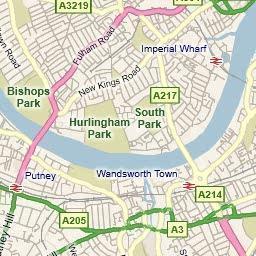 A3219
Fulham Road
Imperial Wharf
New Kings Road
Bishops
Park
A217
South
Park
Hurlingham
Park
Putney
Wandsworth Town
A214
A205
A3